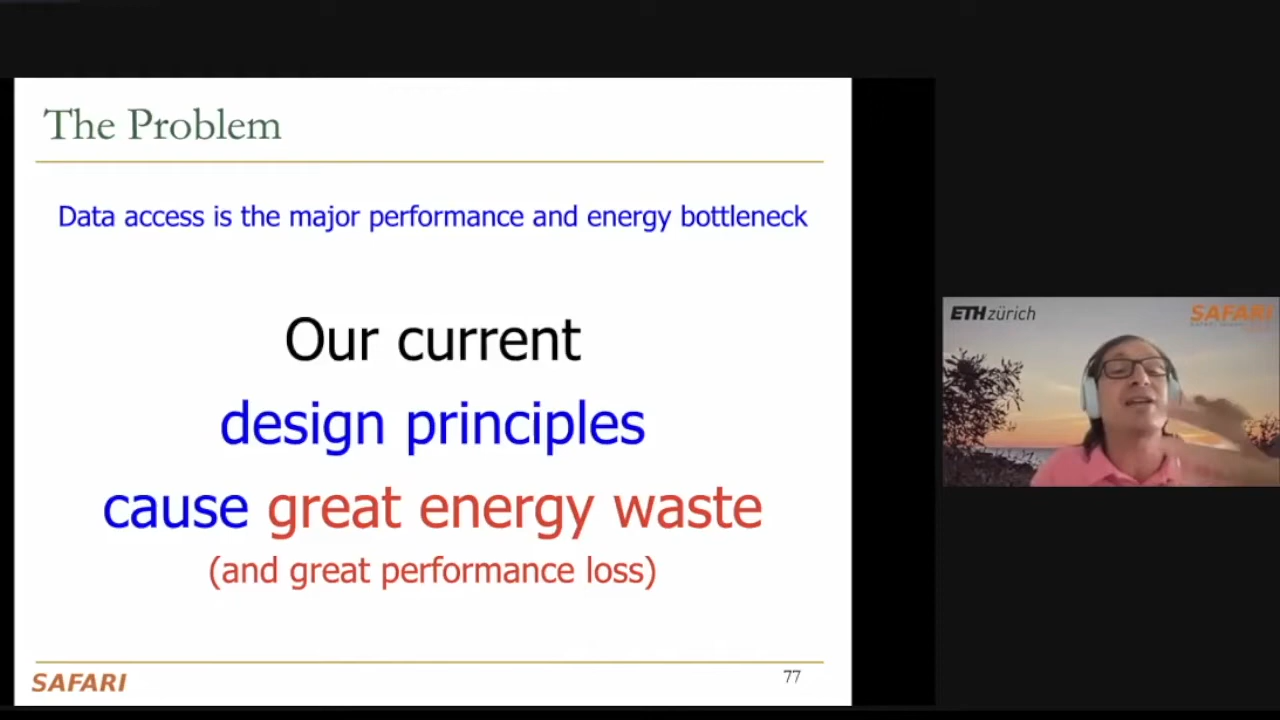 The Problem
Data access is the major performance and energy bottleneck
Our current
design principles
cause great energy waste
(and great performance loss)
SAFARI
77
ETH zürich
SAFARI